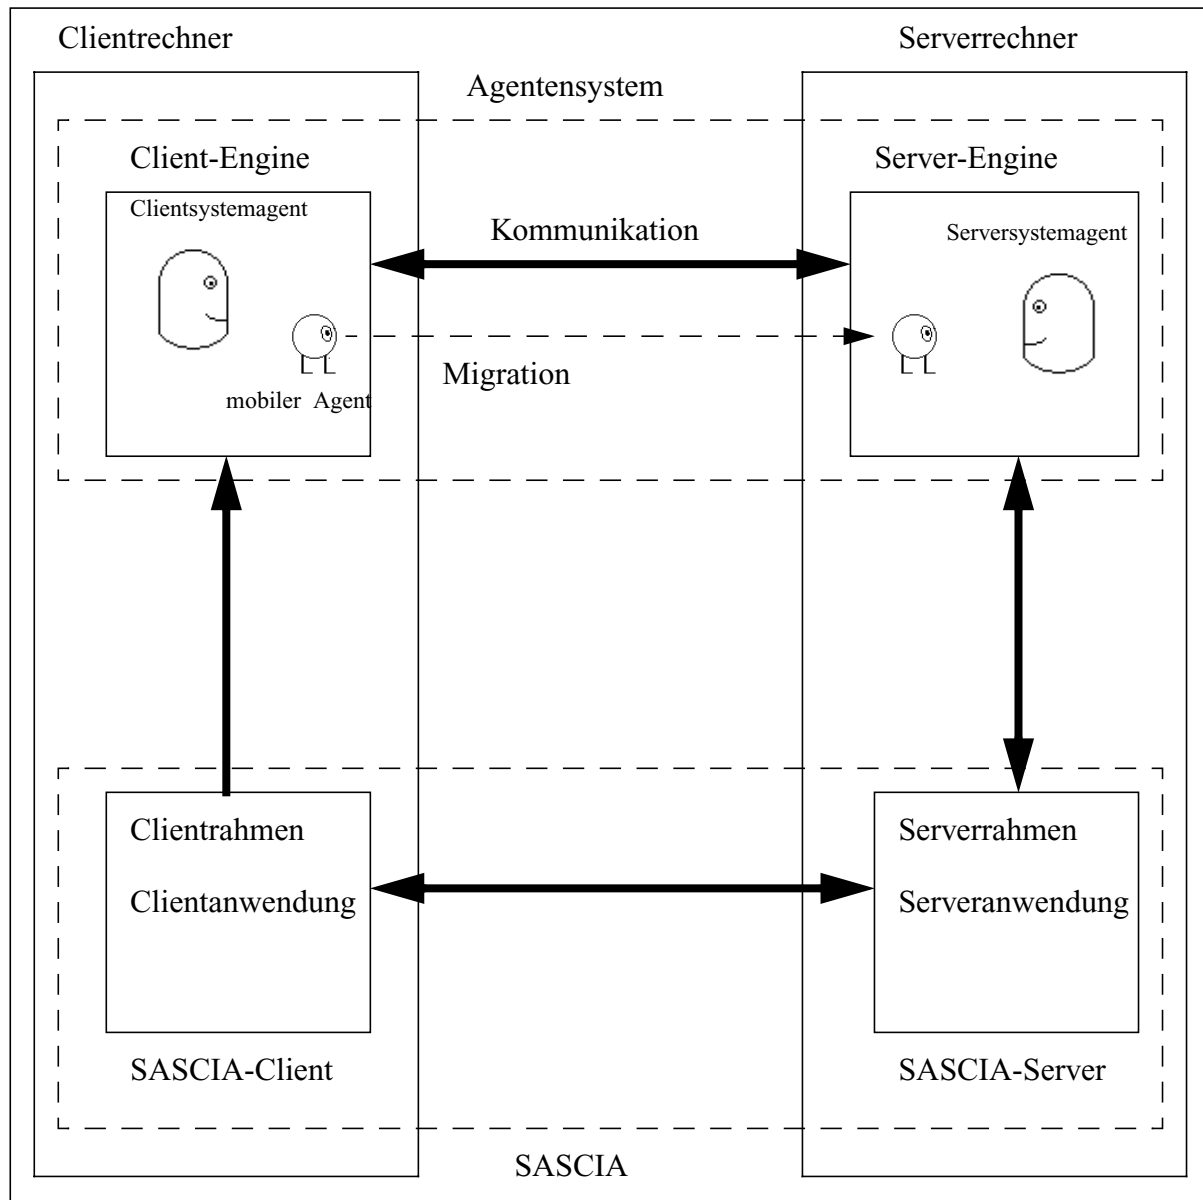 Clientrechner
Serverrechner
Agentensystem
Client-Engine
Server-Engine
Clientsystemagent
Kommunikation
Serversystemagent
Migration
mobiler Agent
Clientrahmen
Serverrahmen
Clientanwendung
Serveranwendung
SASCIA-Client
SASCIA-Server
SASCIA